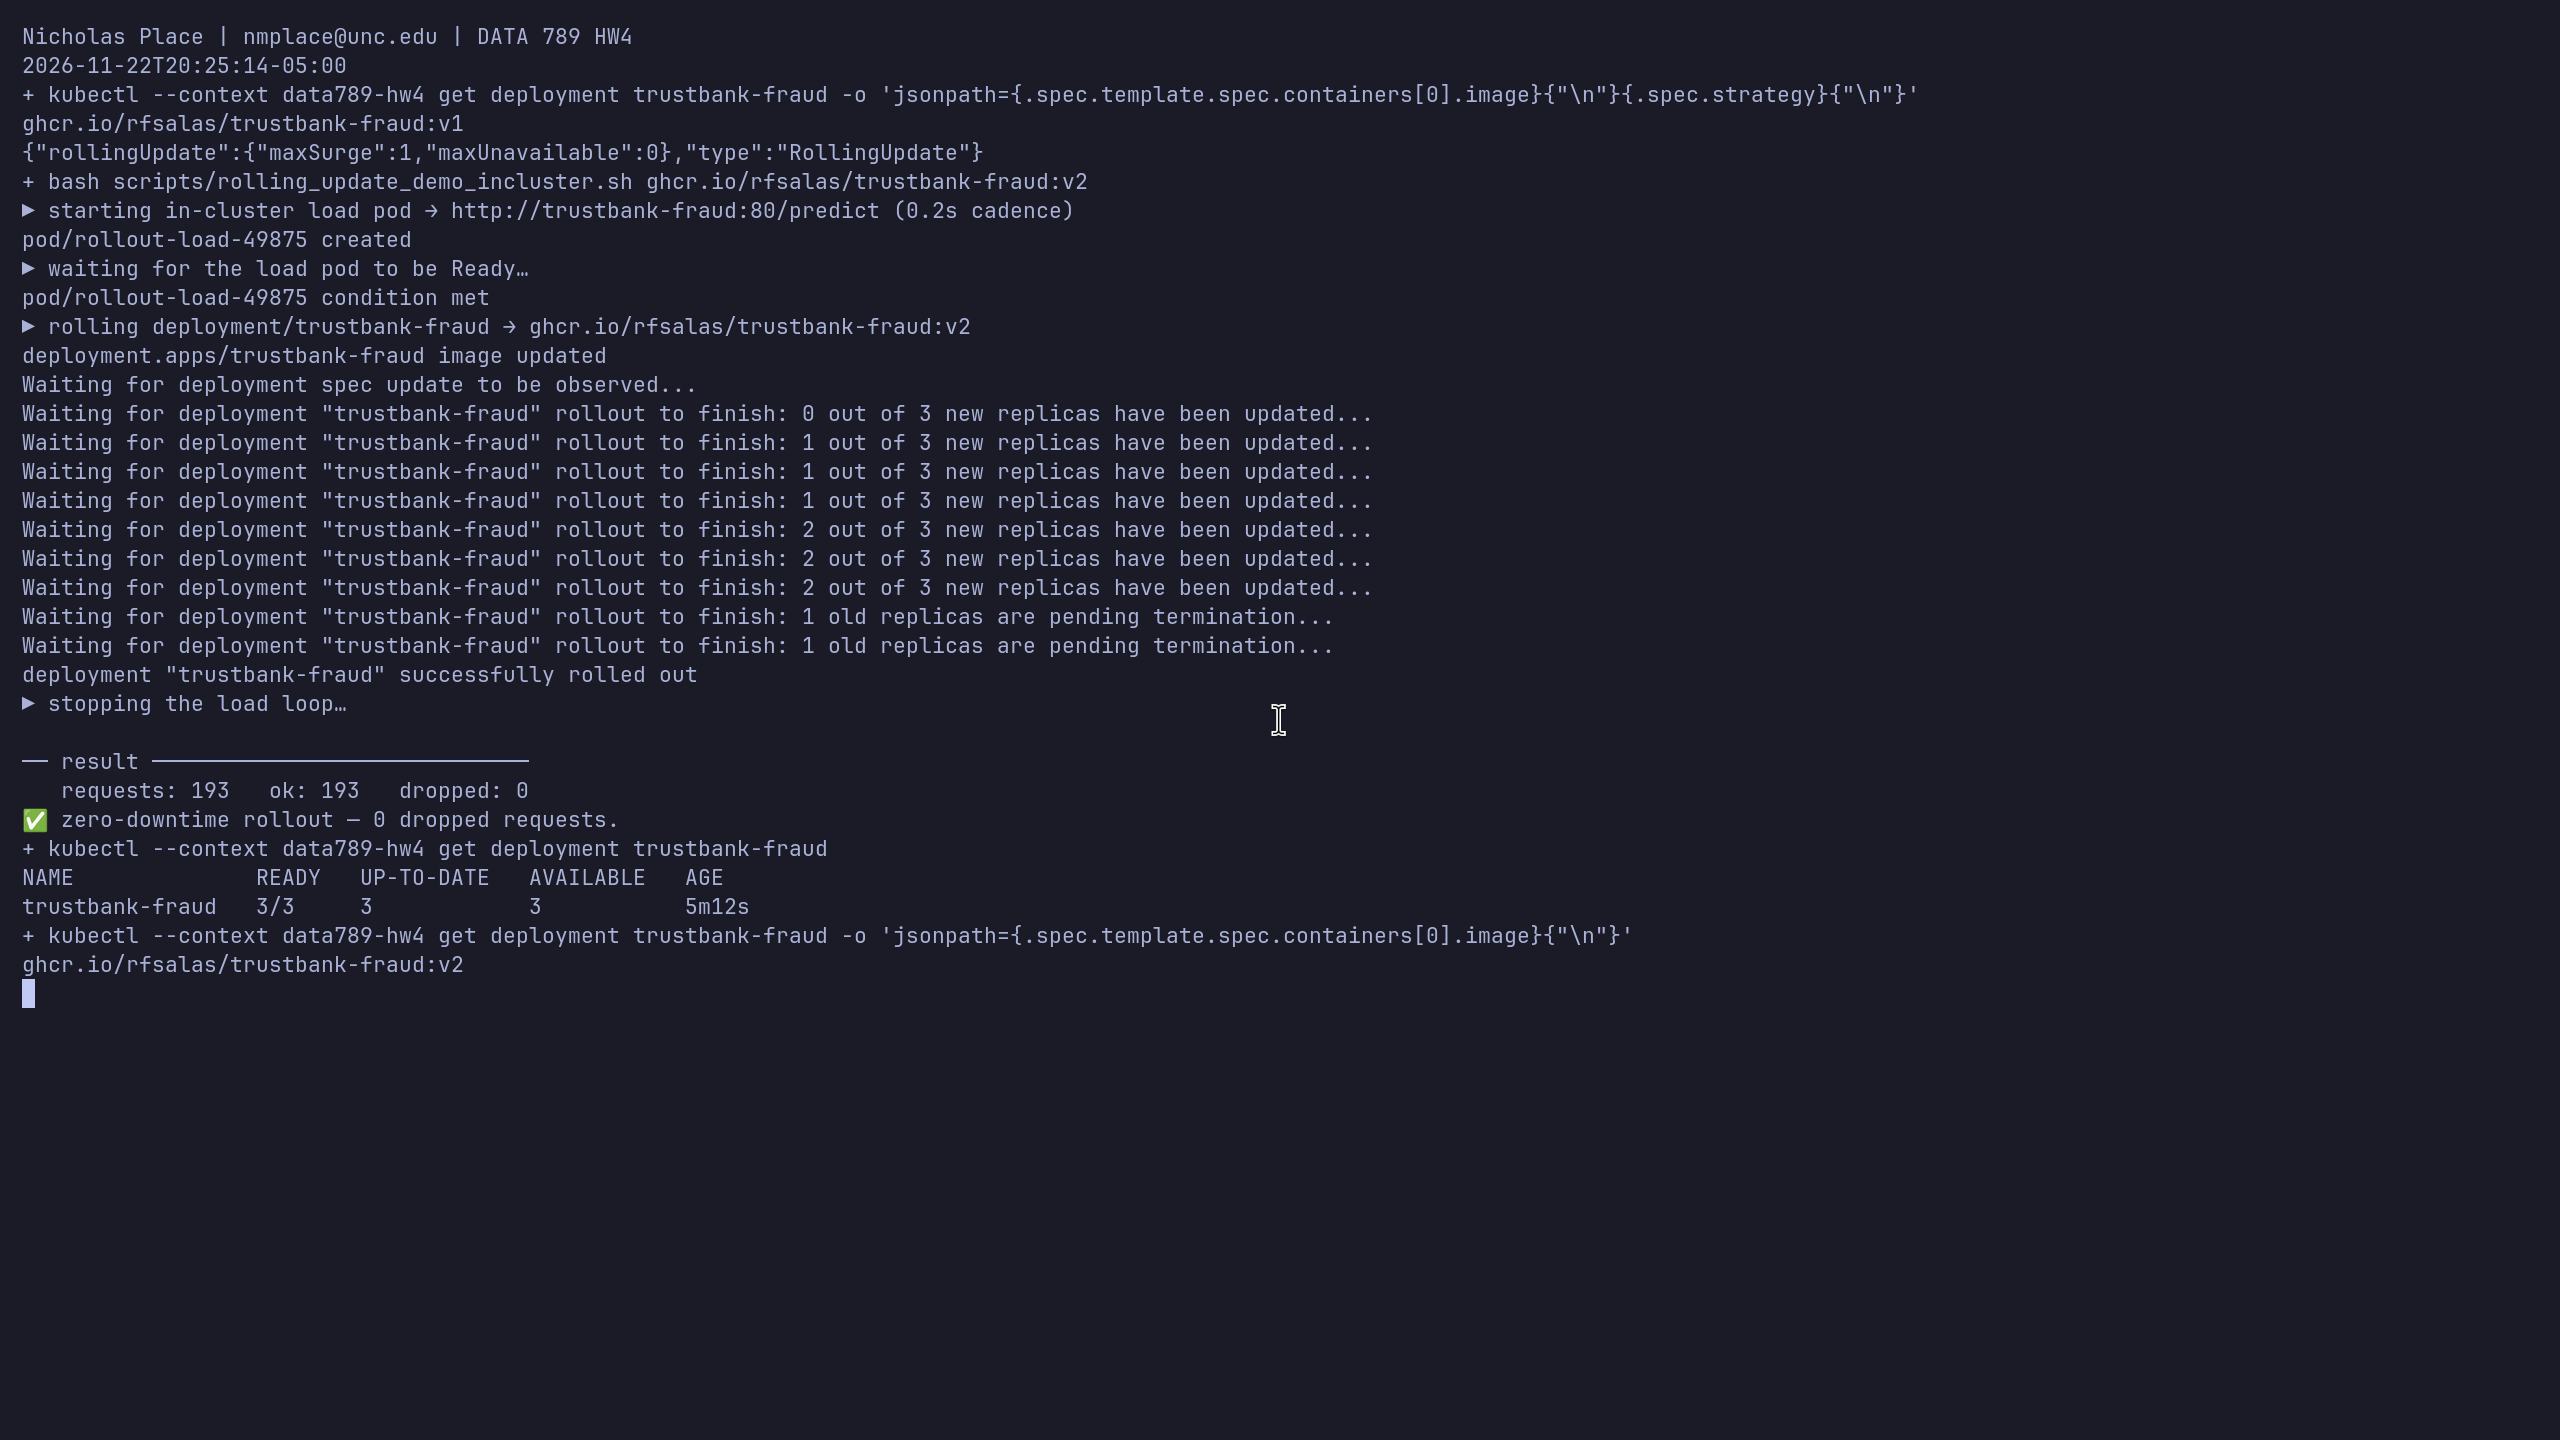 Nicholas Place | nmplace@unc.edu | DATA 789 HW4
2026-11-22T20:25:14-05:00
+ kubectl --context data789-hw4 get deployment trustbank-fraud -o 'jsonpath={.spec.template.spec.containers[0].image}{"\n"}{.spec.strategy}{"\n"}'
ghcr.io/rfsalas/trustbank-fraud:v1
{"rollingUpdate":{"maxSurge":1,"maxUnavailable":0},"type":"RollingUpdate"}
+ bash scripts/rolling_update_demo_incluster.sh ghcr.io/rfsalas/trustbank-fraud:v2
▶ starting in-cluster load pod → http://trustbank-fraud:80/predict (0.2s cadence)
pod/rollout-load-49875 created
▶ waiting for the load pod to be Ready…
pod/rollout-load-49875 condition met
▶ rolling deployment/trustbank-fraud → ghcr.io/rfsalas/trustbank-fraud:v2
deployment.apps/trustbank-fraud image updated
Waiting for deployment spec update to be observed...
Waiting for deployment "trustbank-fraud" rollout to finish: 0 out of 3 new replicas have been updated...
Waiting for deployment "trustbank-fraud" rollout to finish: 1 out of 3 new replicas have been updated...
Waiting for deployment "trustbank-fraud" rollout to finish: 1 out of 3 new replicas have been updated...
Waiting for deployment "trustbank-fraud" rollout to finish: 1 out of 3 new replicas have been updated...
Waiting for deployment "trustbank-fraud" rollout to finish: 2 out of 3 new replicas have been updated...
Waiting for deployment "trustbank-fraud" rollout to finish: 2 out of 3 new replicas have been updated...
Waiting for deployment "trustbank-fraud" rollout to finish: 2 out of 3 new replicas have been updated...
Waiting for deployment "trustbank-fraud" rollout to finish: 1 old replicas are pending termination...
Waiting for deployment "trustbank-fraud" rollout to finish: 1 old replicas are pending termination...
deployment "trustbank-fraud" successfully rolled out
▶ stopping the load loop…
── result ─────────────────────────────
   requests: 193   ok: 193   dropped: 0
✅ zero-downtime rollout — 0 dropped requests.
+ kubectl --context data789-hw4 get deployment trustbank-fraud
NAME              READY   UP-TO-DATE   AVAILABLE   AGE
trustbank-fraud   3/3     3            3           5m12s
+ kubectl --context data789-hw4 get deployment trustbank-fraud -o 'jsonpath={.spec.template.spec.containers[0].image}{"\n"}'
ghcr.io/rfsalas/trustbank-fraud:v2